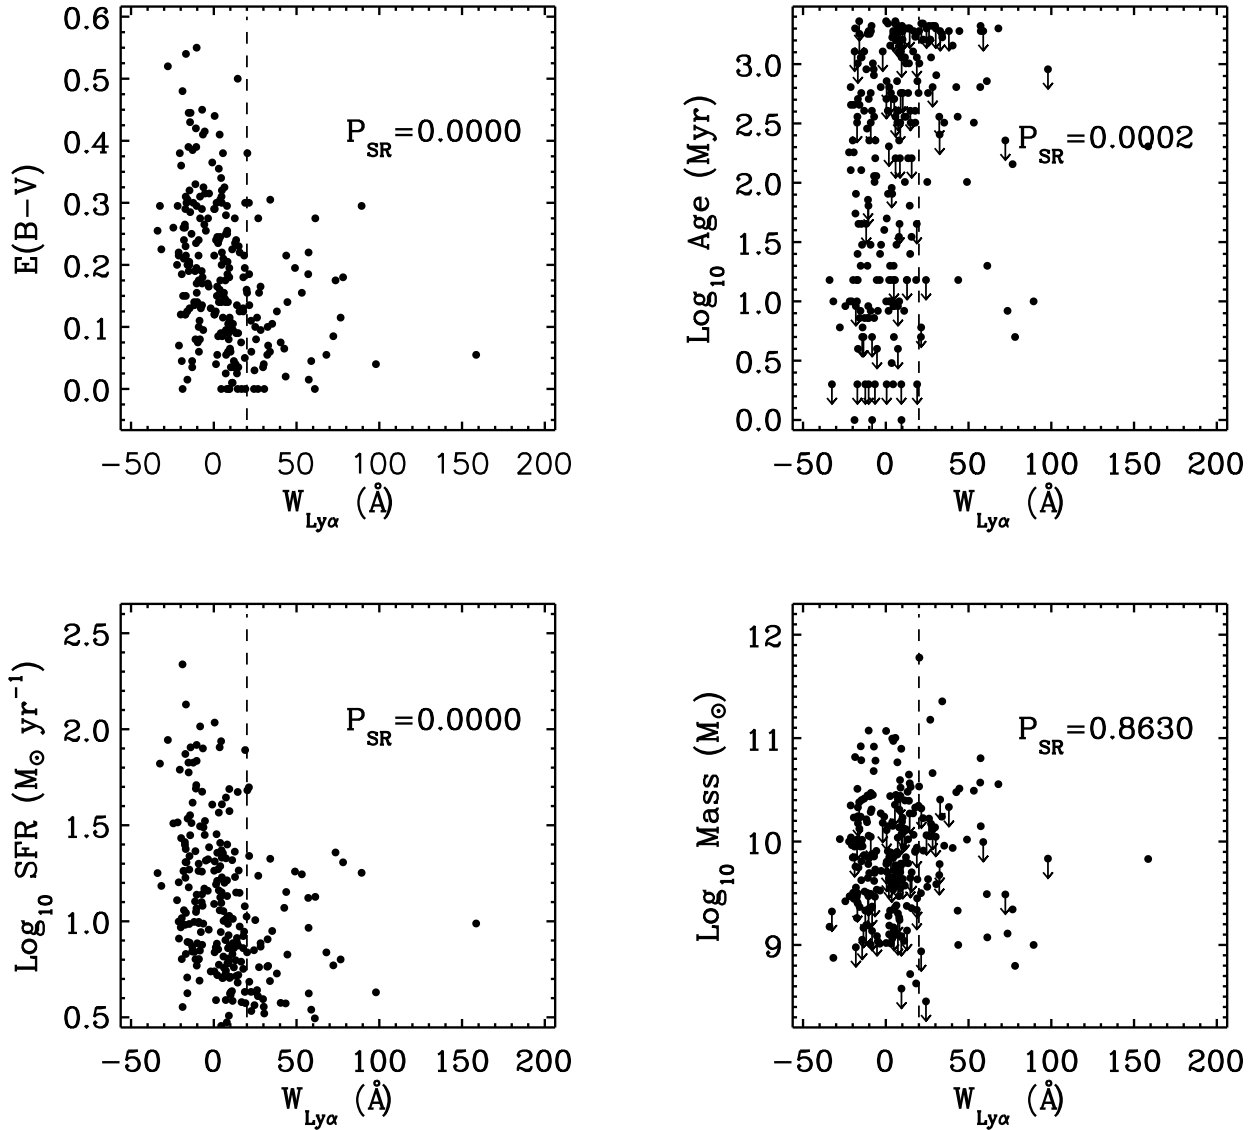 0.6
0.5
0.4
0.3
0.2
0.1
0.0
E(B−V)
P_SR=0.0000
−50 0 50 100 150 200
W_Lyα (Å)
3.0
2.5
2.0
1.5
1.0
0.5
0.0
Log_10 Age (Myr)
P_SR=0.0002
−50 0 50 100 150 200
W_Lyα (Å)
2.5
2.0
1.5
1.0
0.5
Log_10 SFR (M_⊙ yr^−1)
P_SR=0.0000
−50 0 50 100 150 200
W_Lyα (Å)
12
11
10
9
Log_10 Mass (M_⊙)
P_SR=0.8630
−50 0 50 100 150 200
W_Lyα (Å)